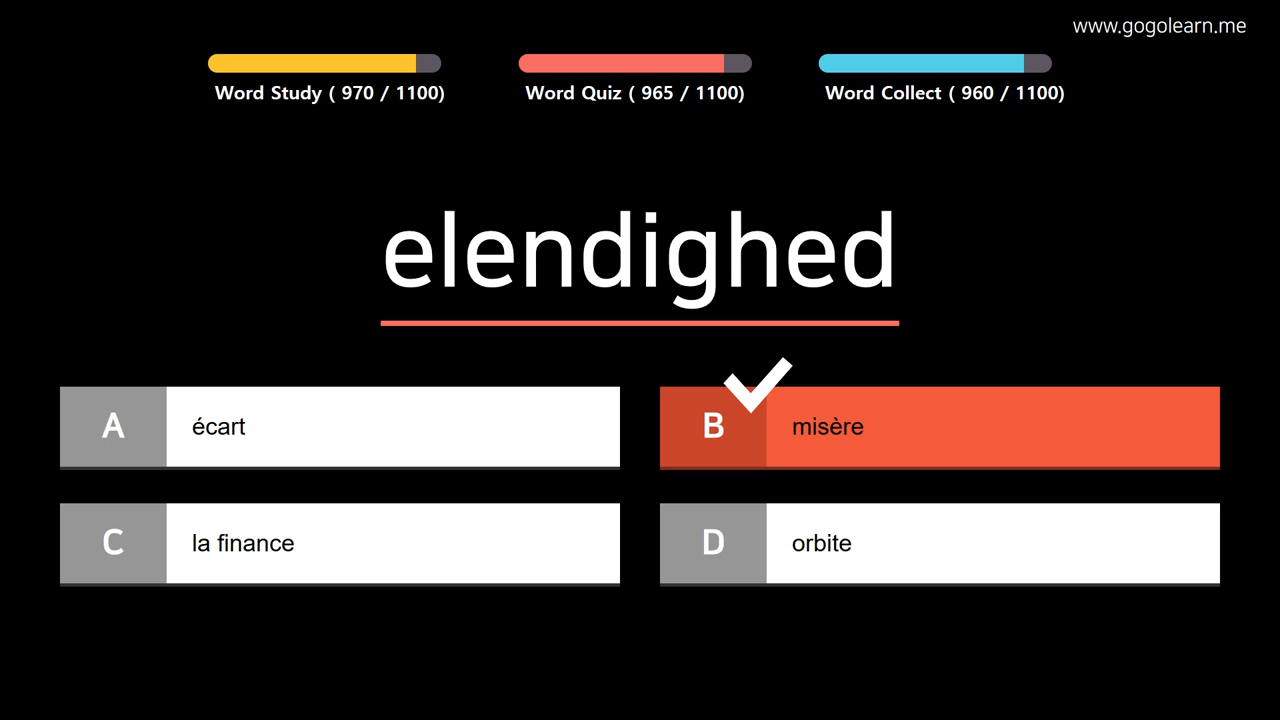 www.gogolearn.me
Word Study ( 970 / 1100)
Word Quiz ( 965 / 1100)
Word Collect ( 960 / 1100)
elendighed
A écart
B misère
C la finance
D orbite